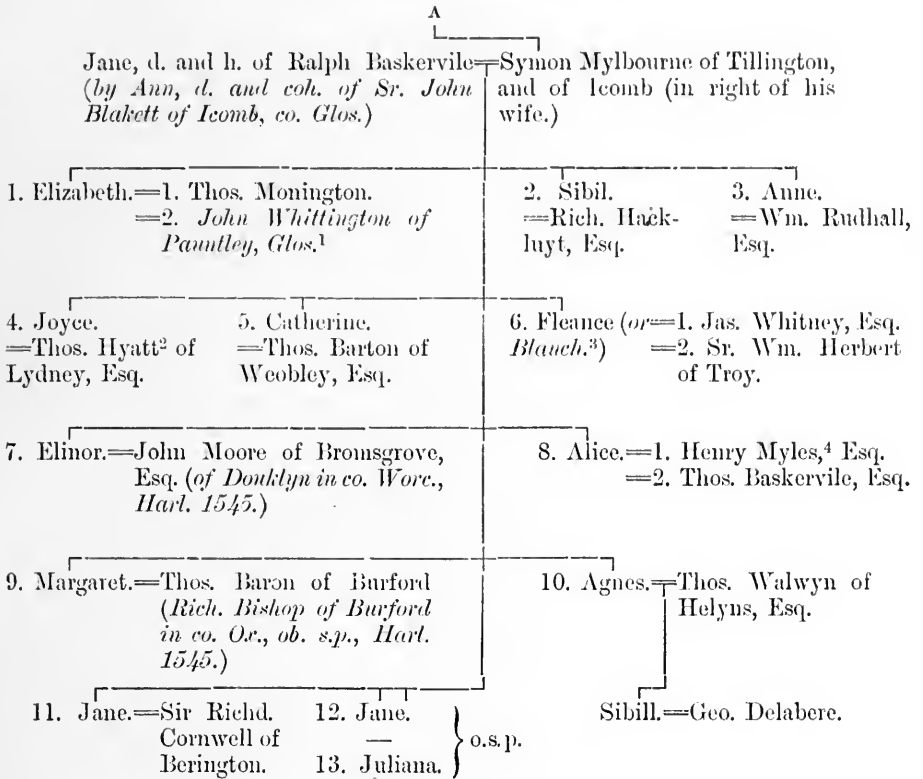 A
Jane, d. and h. of Ralph Baskervile=Symon Mylbourne of Tillington,
(by Ann, d. and coh. of Sr. John and of Icomb (in right of his
Blakett of Icomb, co. Glos.) wife.)
1. Elizabeth.=1. Thos. Monington. 2. Sibil. 3. Anne.
=2. John Whittington of =Rich. Hack- =Wm. Rudhall,
Pauntley, Glos.¹ luyt, Esq. Esq.
4. Joyce. 5. Catherine. 6. Fleance (or=1. Jas. Whitney, Esq.
=Thos. Hyatt² of =Thos. Barton of Blanch.³) =2. Sr. Wm. Herbert
Lydney, Esq. Weobley, Esq. of Troy.
7. Elinor.=John Moore of Bromsgrove, 8. Alice.=1. Henry Myles,⁴ Esq.
Esq. (of Donklyn in co. Worc., =2. Thos. Baskervile, Esq.
Harl. 1545.)
9. Margaret.=Thos. Baron of Burford 10. Agnes.=Thos. Walwyn of
(Rich. Bishop of Burford Helyns, Esq.
in co. Ox., ob. s.p., Harl.
1545.)
11. Jane.=Sir Richd. 12. Jane. Sibill.=Geo. Delabere.
Cornwell of — } o.s.p.
Berington. 13. Juliana.